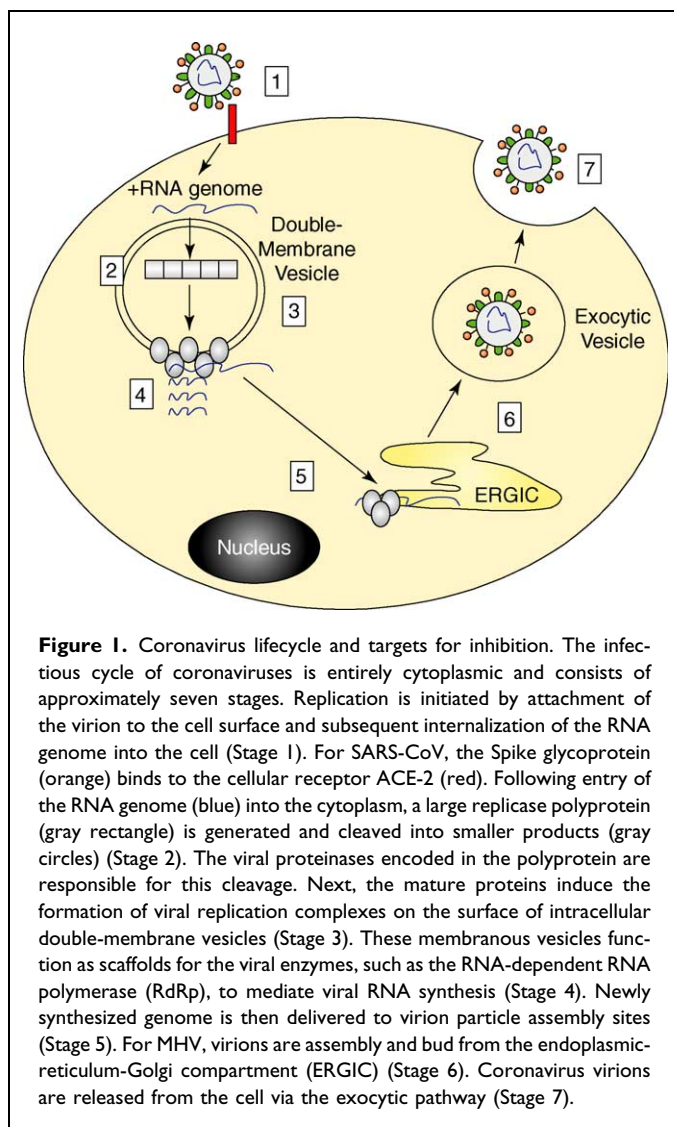 1
+RNA genome
Double-
Membrane
Vesicle
2
3
4
7
Exocytic
Vesicle
6
5
ERGIC
Nucleus
Figure 1. Coronavirus lifecycle and targets for inhibition. The infec-
tious cycle of coronaviruses is entirely cytoplasmic and consists of
approximately seven stages. Replication is initiated by attachment of
the virion to the cell surface and subsequent internalization of the RNA
genome into the cell (Stage 1). For SARS-CoV, the Spike glycoprotein
(orange) binds to the cellular receptor ACE-2 (red). Following entry of
the RNA genome (blue) into the cytoplasm, a large replicase polyprotein
(gray rectangle) is generated and cleaved into smaller products (gray
circles) (Stage 2). The viral proteinases encoded in the polyprotein are
responsible for this cleavage. Next, the mature proteins induce the
formation of viral replication complexes on the surface of intracellular
double-membrane vesicles (Stage 3). These membranous vesicles func-
tion as scaffolds for the viral enzymes, such as the RNA-dependent RNA
polymerase (RdRp), to mediate viral RNA synthesis (Stage 4). Newly
synthesized genome is then delivered to virion particle assembly sites
(Stage 5). For MHV, virions are assembly and bud from the endoplasmic-
reticulum-Golgi compartment (ERGIC) (Stage 6). Coronavirus virions
are released from the cell via the exocytic pathway (Stage 7).